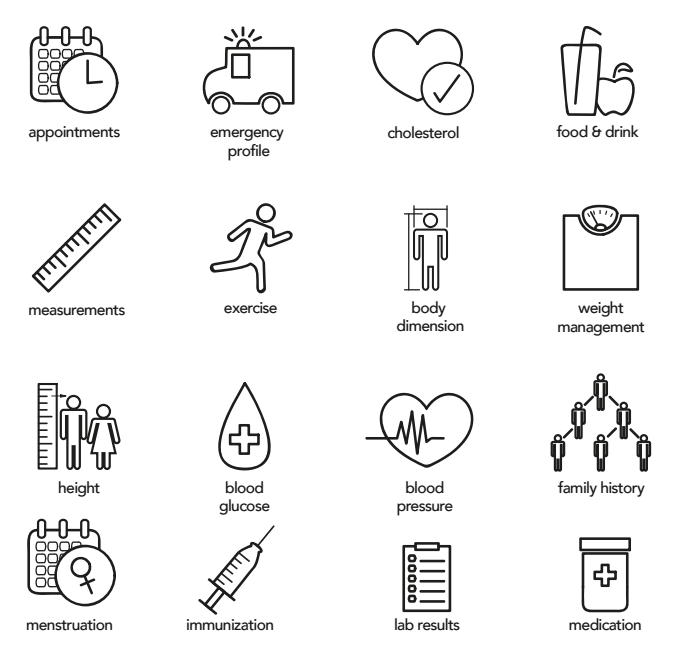 appointments
emergency
profile
cholesterol
food & drink
measurements
exercise
body
dimension
weight
management
height
blood
glucose
blood
pressure
family history
menstruation
immunization
lab results
medication